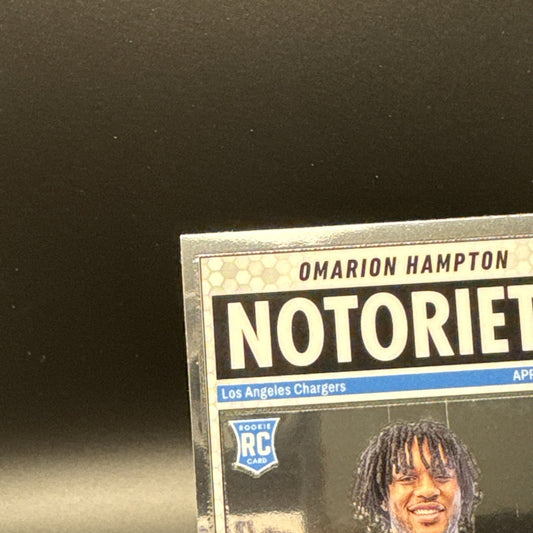 OMARION HAMPTON
NOTORIET
Los Angeles Chargers APR
ROOKIE
RC
CARD